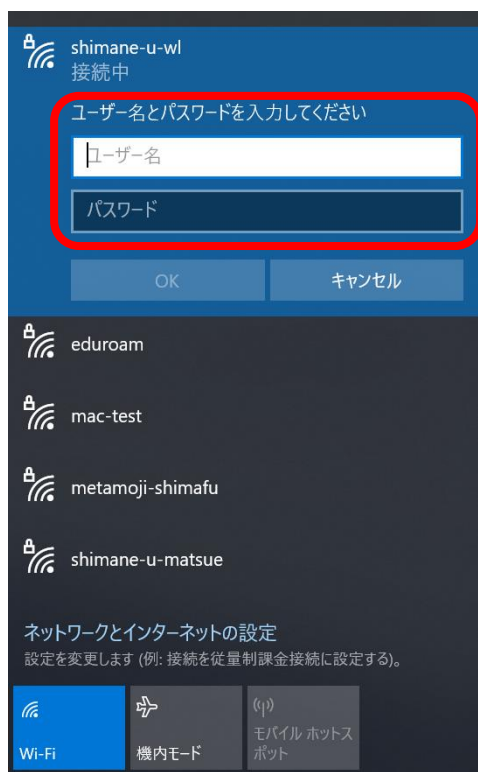 shimane-u-wl
接続中
ユーザー名とパスワードを入力してください
ユーザー名
パスワード
OK
キャンセル
eduroam
mac-test
metamoji-shimafu
shimane-u-matsue
ネットワークとインターネットの設定
設定を変更します (例: 接続を従量制課金接続に設定する)。
Wi-Fi
機内モード
モバイル ホットス
ポット